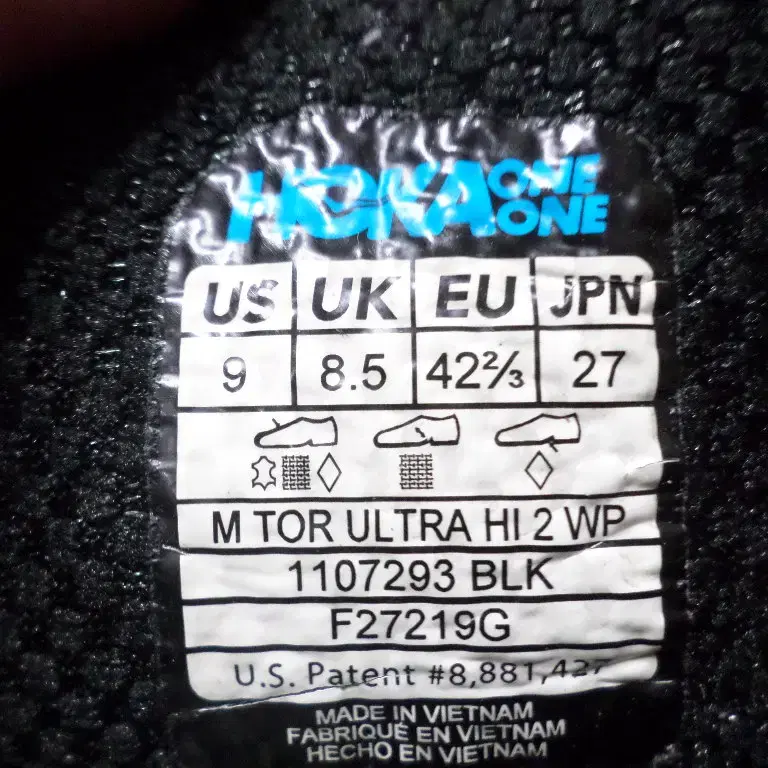 HOKA ONE ONE
US UK EU JPN
9 8.5 42⅔ 27
M TOR ULTRA HI 2 WP
1107293 BLK
F27219G
U.S. Patent #8,881,427
MADE IN VIETNAM
FABRIQUÉ EN VIETNAM
HECHO EN VIETNAM